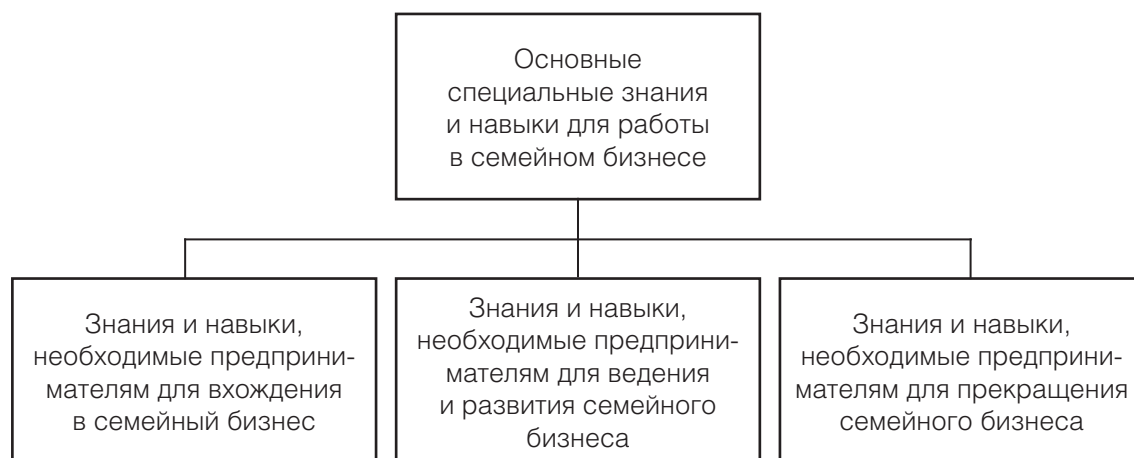 Основные
специальные знания
и навыки для работы
в семейном бизнесе
Знания и навыки,
необходимые предприни-
мателям для вхождения
в семейный бизнес
Знания и навыки,
необходимые предприни-
мателям для ведения
и развития семейного
бизнеса
Знания и навыки,
необходимые предприни-
мателям для прекращения
семейного бизнеса